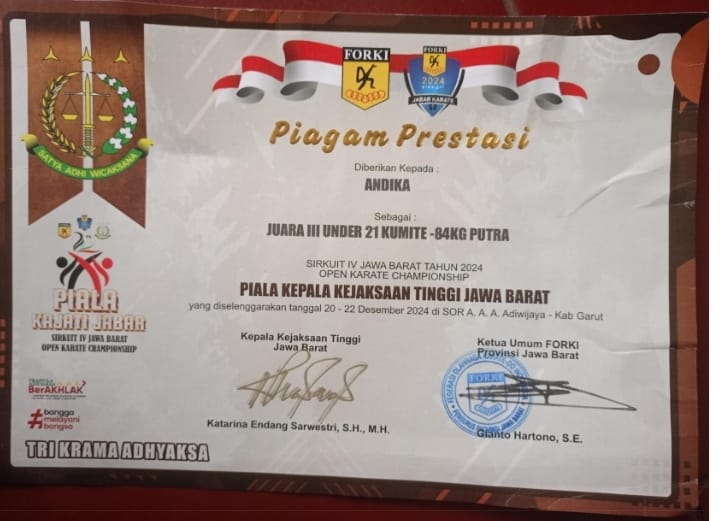 SATYA ADHI WICAKSANA
FORKI
FORKI
2024
JABAR KARATE
Piagam Prestasi
Diberikan Kepada :
ANDIKA
Sebagai :
JUARA III UNDER 21 KUMITE -84KG PUTRA
SIRKUIT IV JAWA BARAT TAHUN 2024
OPEN KARATE CHAMPIONSHIP
PIALA KEPALA KEJAKSAAN TINGGI JAWA BARAT
yang diselenggarakan tanggal 20 - 22 Desember 2024 di SOR A. A. A. Adiwijaya - Kab Garut
PIALA
KAJATI JABAR
SIRKUIT IV JAWA BARAT
OPEN KARATE CHAMPIONSHIP
BerAKHLAK
#bangga
melayani
bangsa
TRI KRAMA ADHYAKSA
Kepala Kejaksaan Tinggi
Jawa Barat
Katarina Endang Sarwestri, S.H., M.H.
Ketua Umum FORKI
Provinsi Jawa Barat
FORKI
Gianto Hartono, S.E.